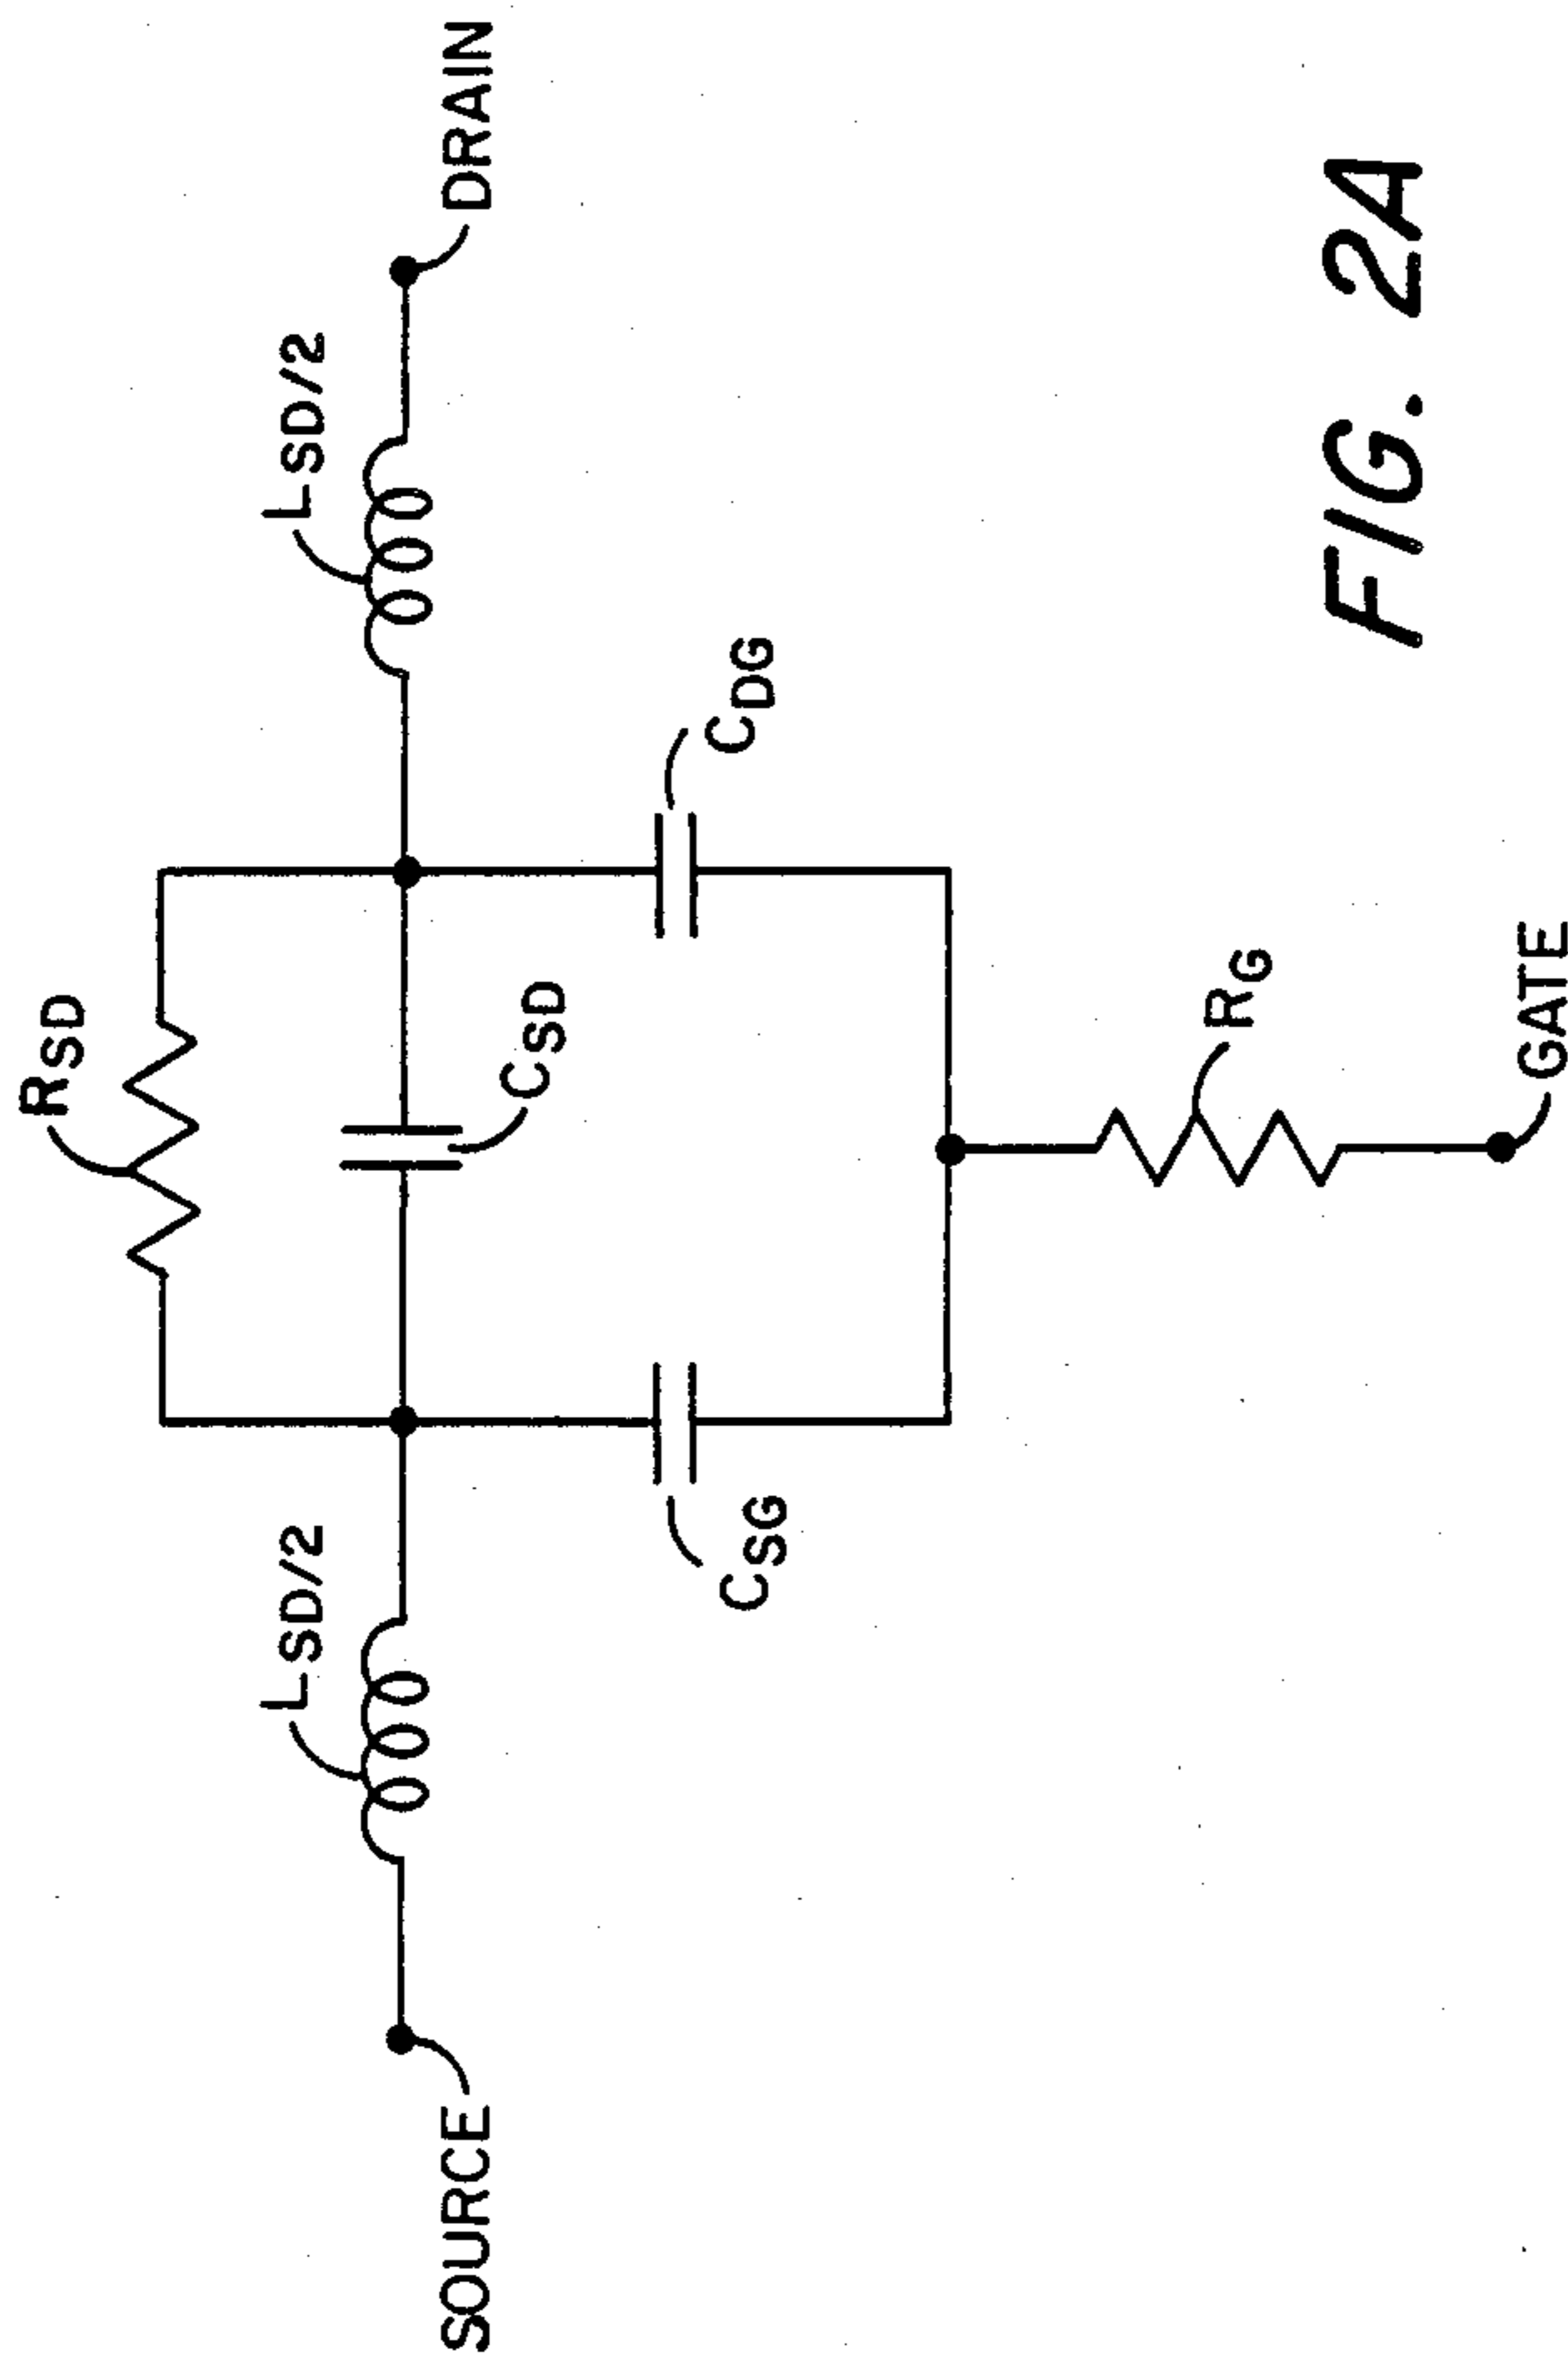 RSD
LSD/2
LSD/2
CSD
SOURCE
DRAIN
CSG
CDG
RG
GATE
FIG. 2A